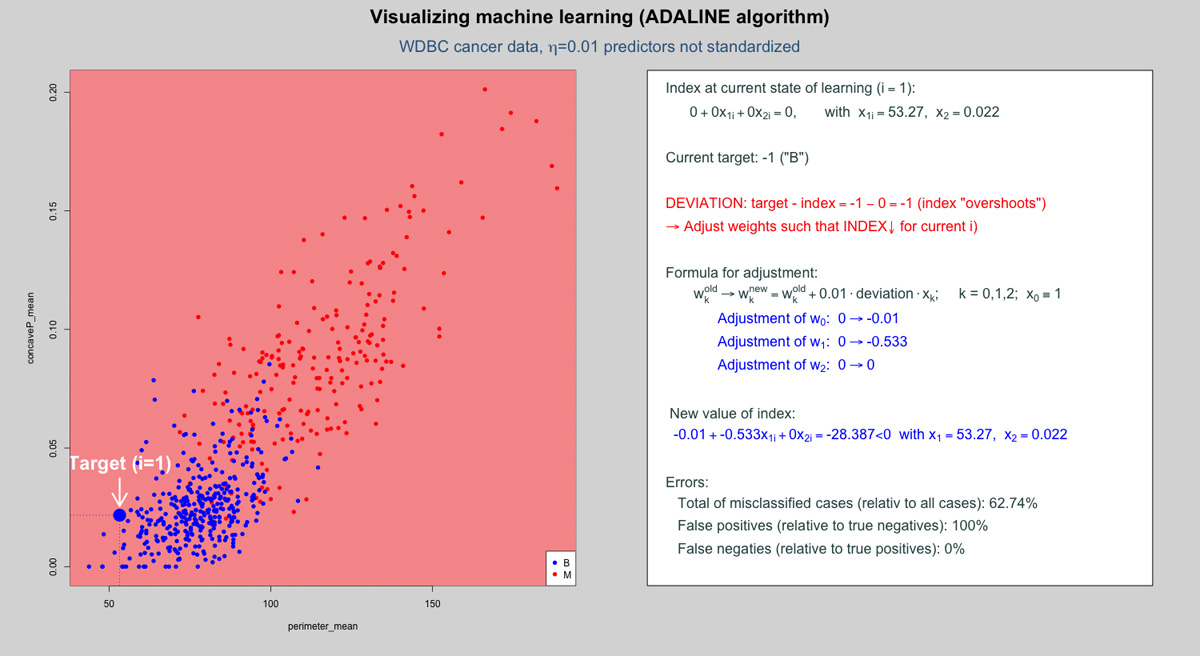 Visualizing machine learning (ADALINE algorithm)
WDBC cancer data, η=0.01 predictors not standardized
0.20
0.15
0.10
0.05
0.00
concaveP_mean
Target (i=1)
B
M
50 100 150
perimeter_mean
Index at current state of learning (i = 1):
0 + 0x₁ᵢ + 0x₂ᵢ = 0, with x₁ᵢ = 53.27, x₂ = 0.022
Current target: -1 ("B")
DEVIATION: target - index = -1 − 0 = -1 (index "overshoots")
→ Adjust weights such that INDEX↓ for current i)
Formula for adjustment:
wₖ^old → wₖ^new = wₖ^old + 0.01 · deviation · xₖ; k = 0,1,2; x₀ ≡ 1
Adjustment of w₀: 0 → -0.01
Adjustment of w₁: 0 → -0.533
Adjustment of w₂: 0 → 0
New value of index:
-0.01 + -0.533x₁ᵢ + 0x₂ᵢ = -28.387<0 with x₁ = 53.27, x₂ = 0.022
Errors:
Total of misclassified cases (relativ to all cases): 62.74%
False positives (relative to true negatives): 100%
False negaties (relative to true positives): 0%